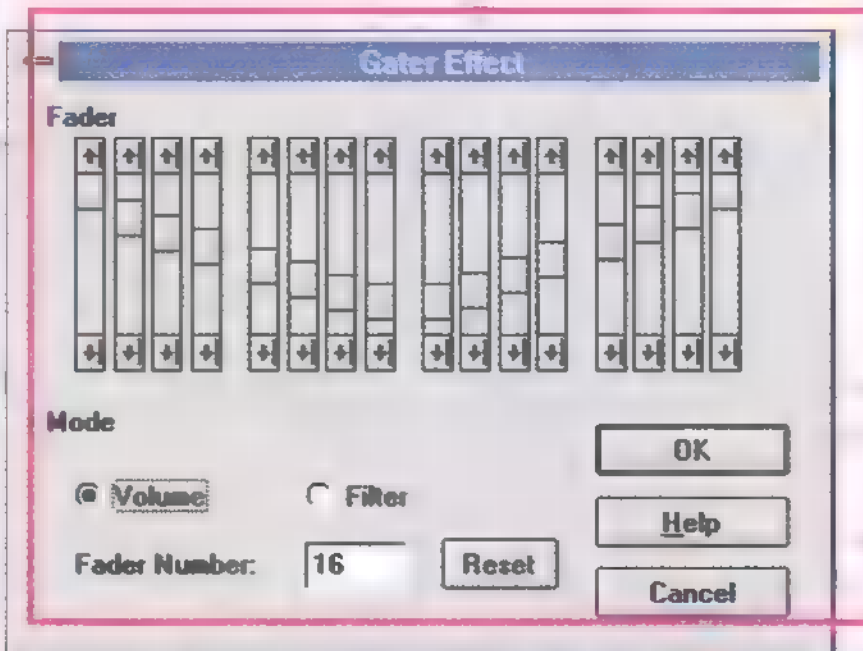 Gater Effect
Fader
Mode
Volume
Filter
Fader Number:
16
Reset
OK
Help
Cancel